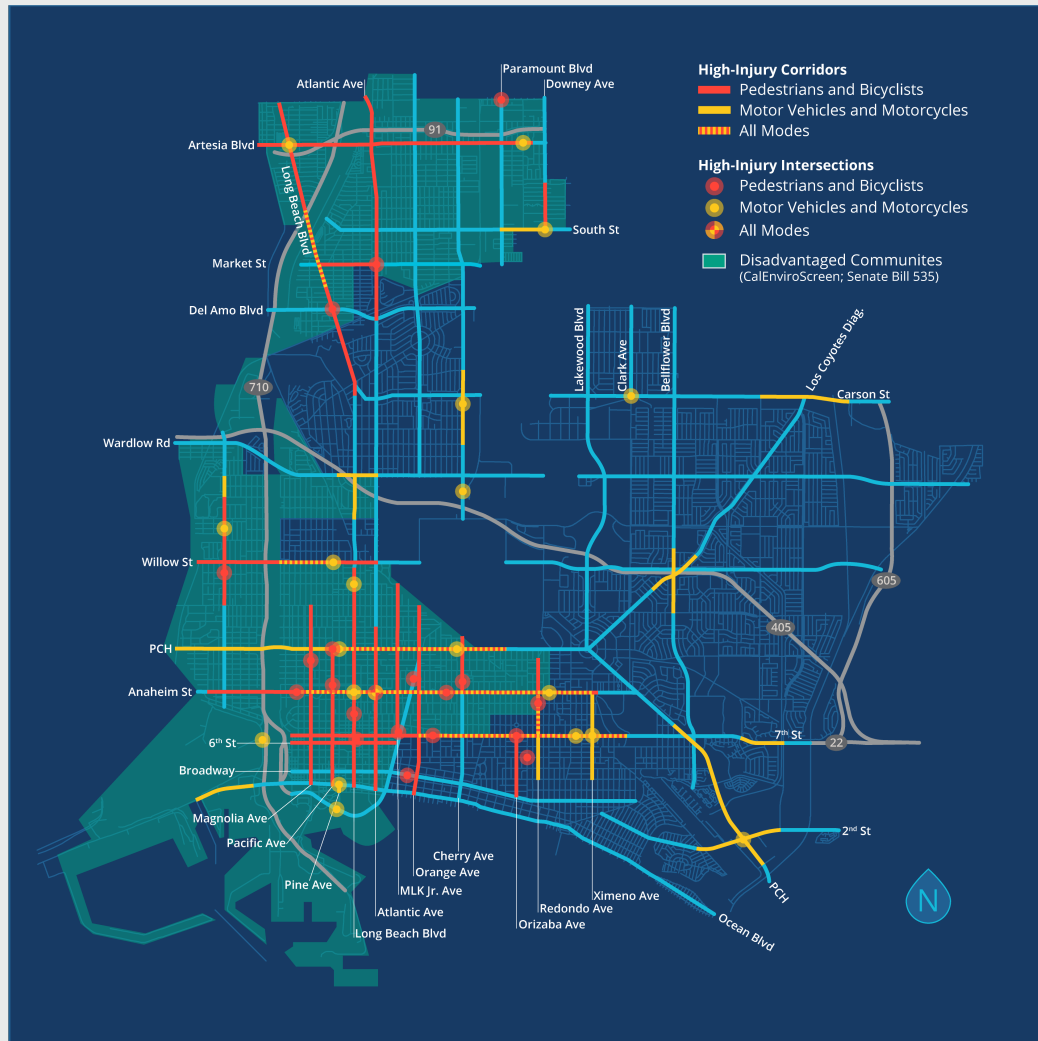 Paramount Blvd
Atlantic Ave
Downey Ave
High-Injury Corridors
Pedestrians and Bicyclists
Motor Vehicles and Motorcycles
All Modes
91
Artesia Blvd
Long Beach Blvd
High-Injury Intersections
Pedestrians and Bicyclists
Motor Vehicles and Motorcycles
All Modes
South St
Market St
Disadvantaged Communites
(CalEnviroScreen; Senate Bill 535)
Del Amo Blvd
Lakewood Blvd
Clark Ave
Bellflower Blvd
Los Coyotes Diag.
710
Carson St
Wardlow Rd
Willow St
605
405
PCH
Anaheim St
6th St
7th St
22
Broadway
Magnolia Ave
2nd St
Pacific Ave
Cherry Ave
Orange Ave
Pine Ave
MLK Jr. Ave
PCH
Ximeno Ave
Atlantic Ave
Redondo Ave
N
Orizaba Ave
Long Beach Blvd
Ocean Blvd